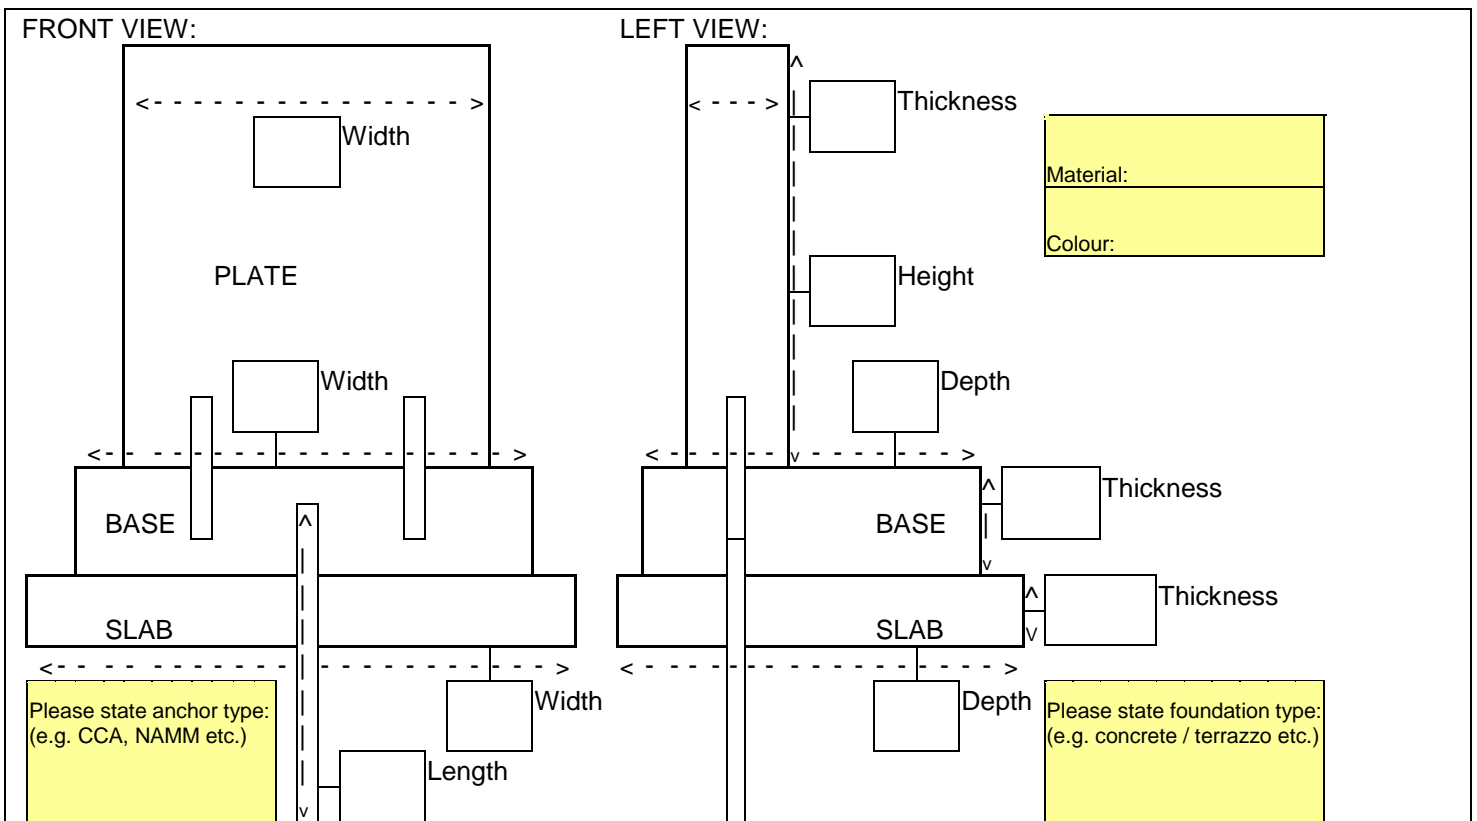 FRONT VIEW:
LEFT VIEW:
Thickness
Width
Material:
Colour:
PLATE
Height
Width
Depth
Thickness
BASE
BASE
Thickness
SLAB
SLAB
Width
Depth
Please state anchor type:
(e.g. CCA, NAMM etc.)
Please state foundation type:
(e.g. concrete / terrazzo etc.)
Length